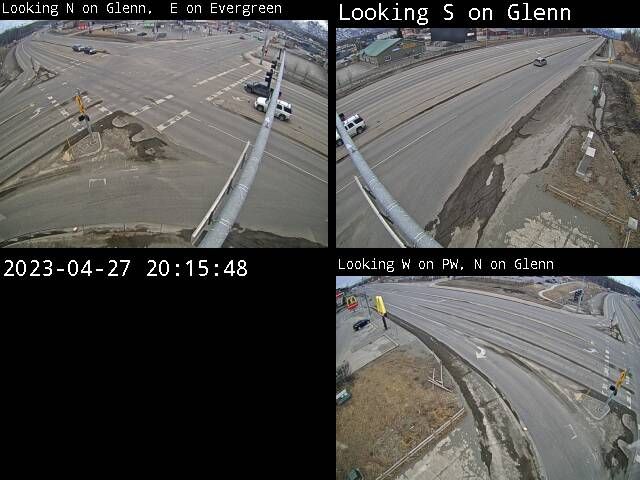 Looking N on Glenn,  E on Evergreen
Looking S on Glenn
2023-04-27 20:15:48
Looking W on PW, N on Glenn